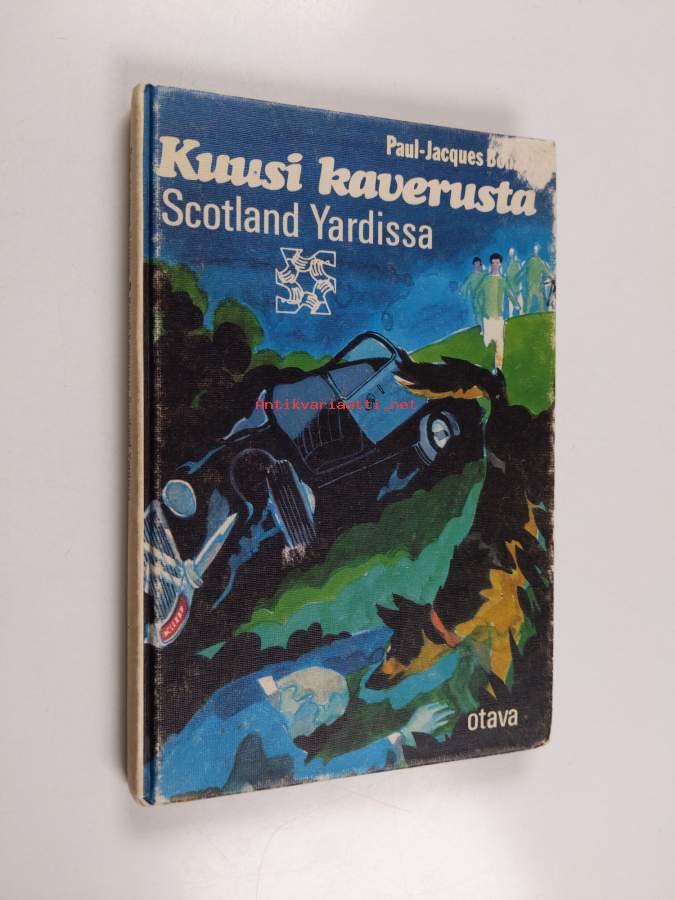 Paul-Jacques
Kuusi kaverusta
Scotland Yardissa
Antikvariaatti.net
otava